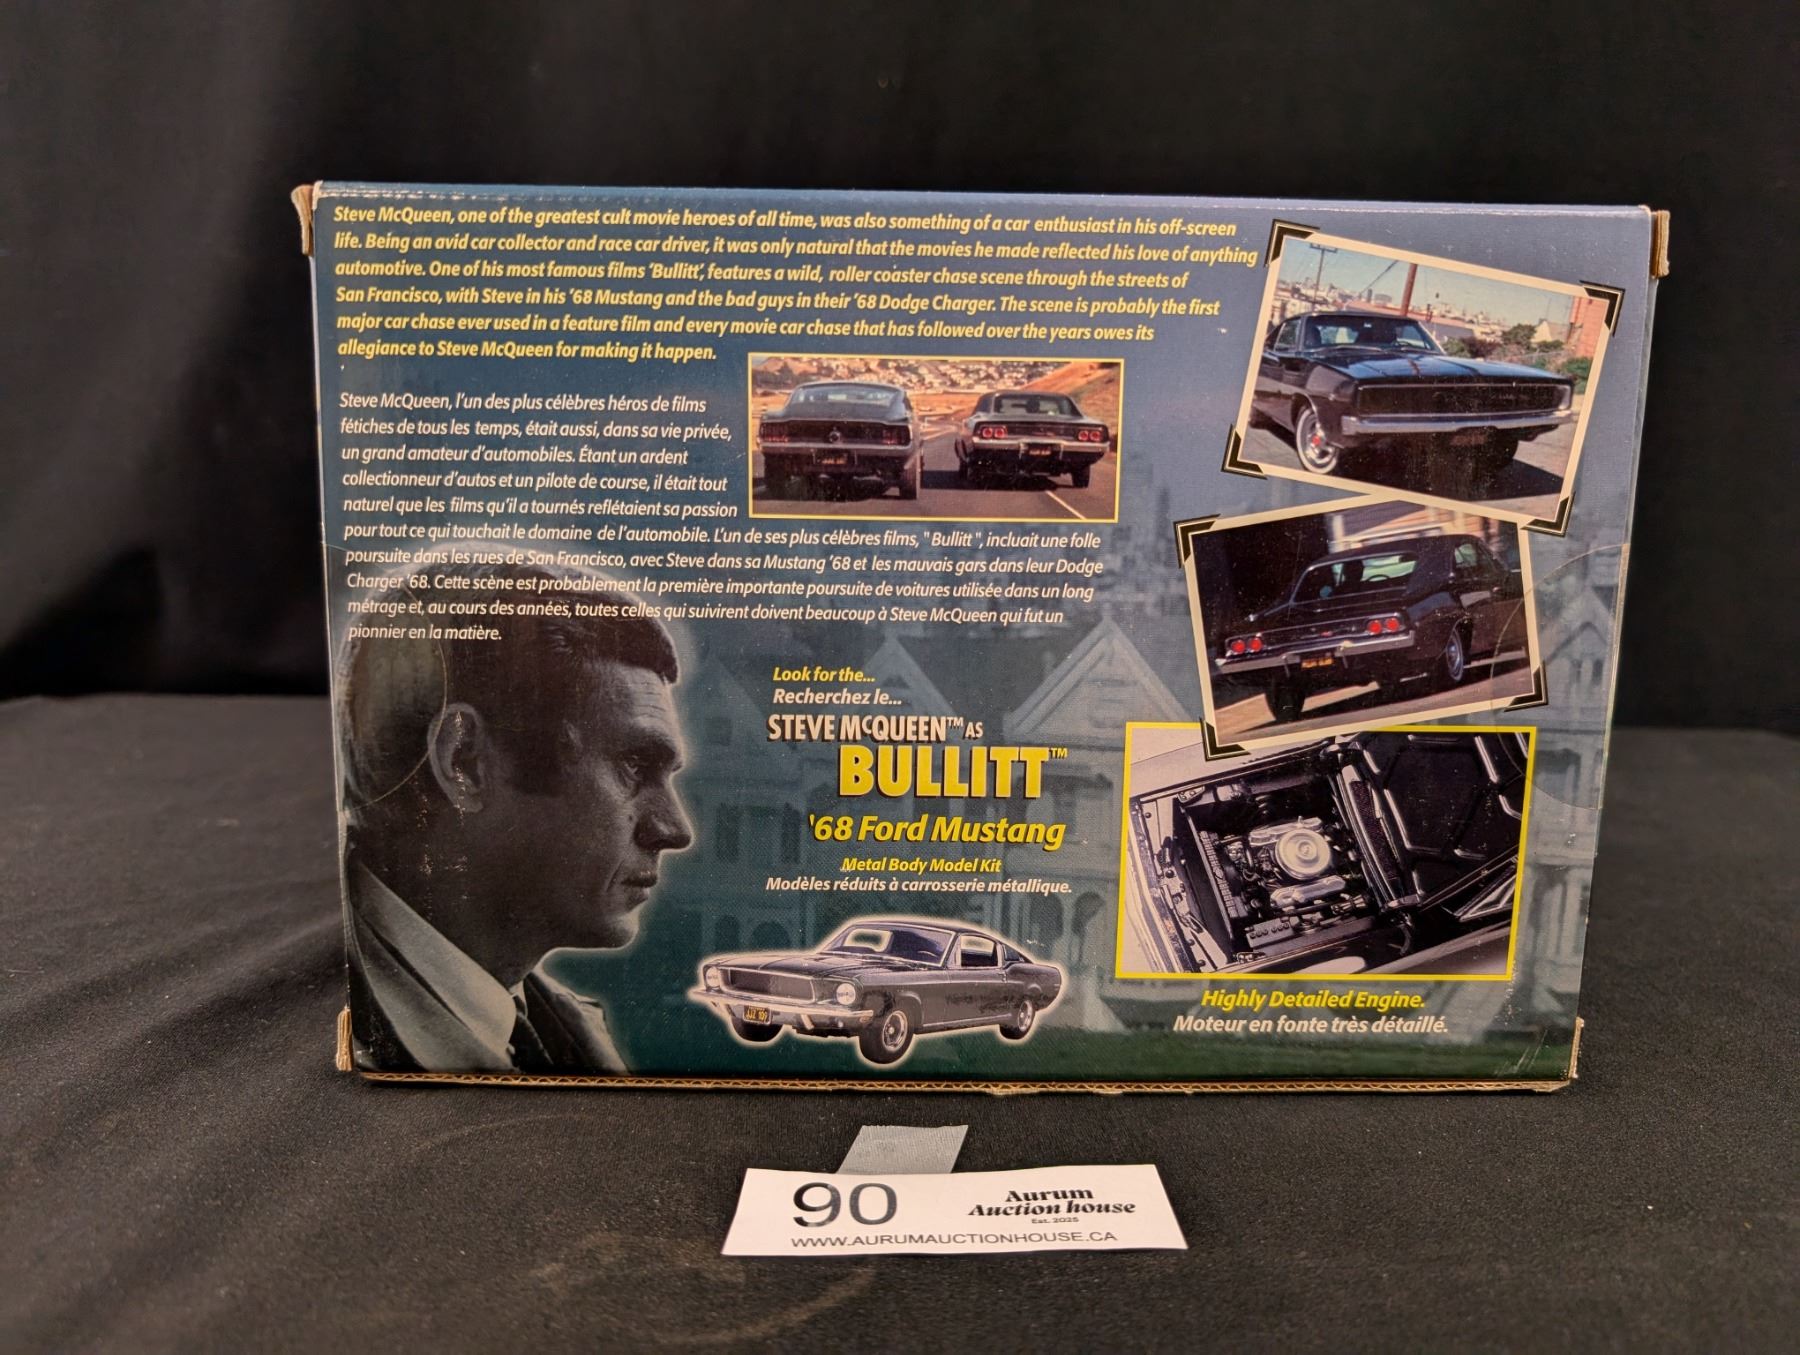 Steve McQueen, one of the greatest cult movie heroes of all time, was also something of a car enthusiast in his off-screen
life. Being an avid car collector and race car driver, it was only natural that the movies he made reflected his love of anything
automotive. One of his most famous films 'Bullitt', features a wild, roller coaster chase scene through the streets of
San Francisco, with Steve in his '68 Mustang and the bad guys in their '68 Dodge Charger. The scene is probably the first
major car chase ever used in a feature film and every movie car chase that has followed over the years owes its
allegiance to Steve McQueen for making it happen.
Steve McQueen, l'un des plus célèbres héros de films
fétiches de tous les temps, était aussi, dans sa vie privée,
un grand amateur d'automobiles. Étant un ardent
collectionneur d'autos et un pilote de course, il était tout
naturel que les films qu'il a tournés reflétaient sa passion
pour tout ce qui touchait le domaine de l'automobile. L'un de ses plus célèbres films, "Bullitt", incluait une folle
poursuite dans les rues de San Francisco, avec Steve dans sa Mustang '68 et les mauvais gars dans leur Dodge
Charger '68. Cette scène est probablement la première importante poursuite de voitures utilisée dans un long
métrage et, au cours des années, toutes celles qui suivirent doivent beaucoup à Steve McQueen qui fut un
pionnier en la matière.
Look for the...
Recherchez le...
STEVE McQUEEN™ AS
BULLITT™
'68 Ford Mustang
Metal Body Model Kit
Modèles réduits à carrosserie métallique.
JJZ 109
Highly Detailed Engine.
Moteur en fonte très détaillé.
90
Aurum
Auction house
Est. 2025
WWW.AURUMAUCTIONHOUSE.CA